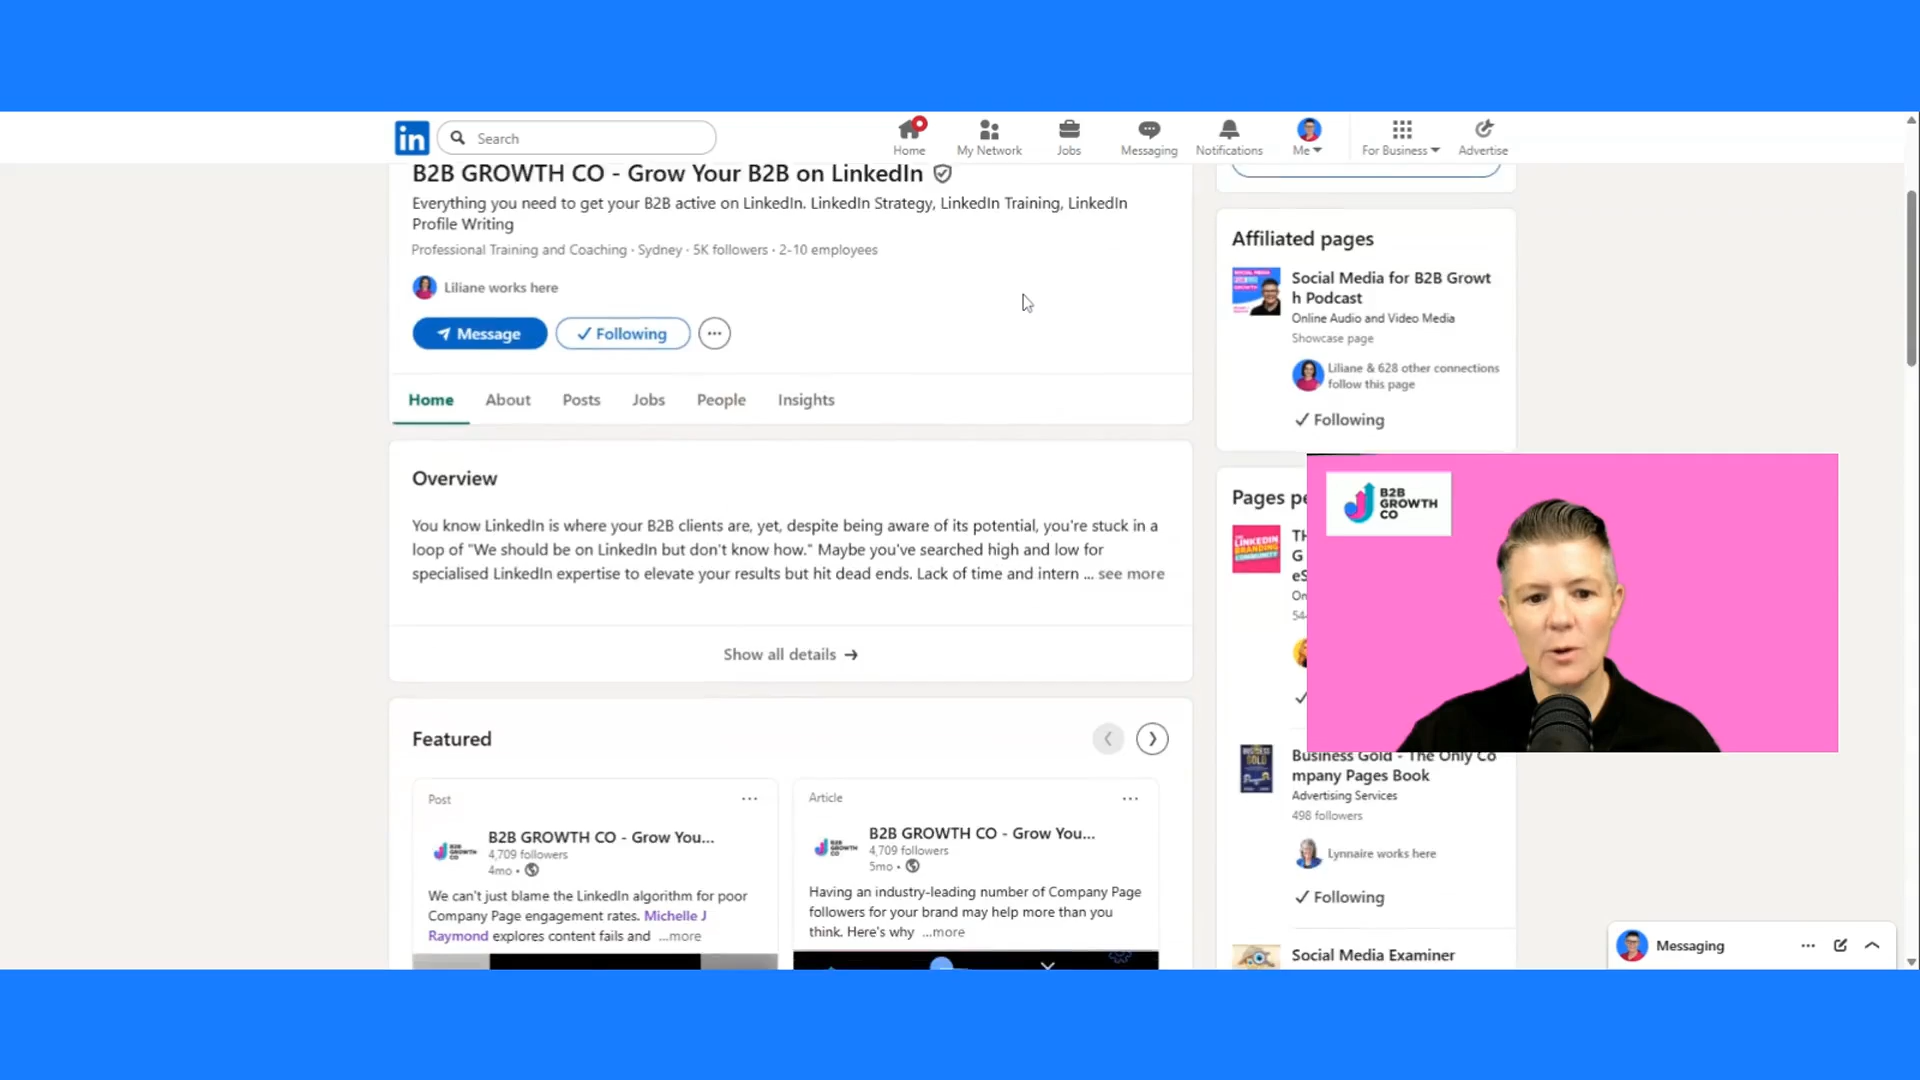 in
Search
Home
My Network
Jobs
Messaging
Notifications
Me
For Business
Advertise
B2B GROWTH CO - Grow Your B2B on LinkedIn
Everything you need to get your B2B active on LinkedIn. LinkedIn Strategy, LinkedIn Training, LinkedIn
Profile Writing
Professional Training and Coaching · Sydney · 5K followers · 2-10 employees
Liliane works here
Message
Following
Home
About
Posts
Jobs
People
Insights
Overview
You know LinkedIn is where your B2B clients are, yet, despite being aware of its potential, you're stuck in a
loop of "We should be on LinkedIn but don't know how." Maybe you've searched high and low for
specialised LinkedIn expertise to elevate your results but hit dead ends. Lack of time and intern ... see more
Show all details →
Featured
Post
B2B GROWTH CO - Grow You...
4,709 followers
4mo •
We can't just blame the LinkedIn algorithm for poor
Company Page engagement rates. Michelle J
Raymond explores content fails and ...more
Article
B2B GROWTH CO - Grow You...
4,709 followers
5mo •
Having an industry-leading number of Company Page
followers for your brand may help more than you
think. Here's why ...more
Affiliated pages
Social Media for B2B Growt
h Podcast
Online Audio and Video Media
Showcase page
Liliane & 628 other connections
follow this page
Following
Pages pe
THE
LINKEDIN
BRANDING
COMMUNITY
B2B
GROWTH
CO
BUSINESS
GOLD
Business Gold - The Only Co
mpany Pages Book
Advertising Services
498 followers
Lynnaire works here
Following
Social Media Examiner
Messaging